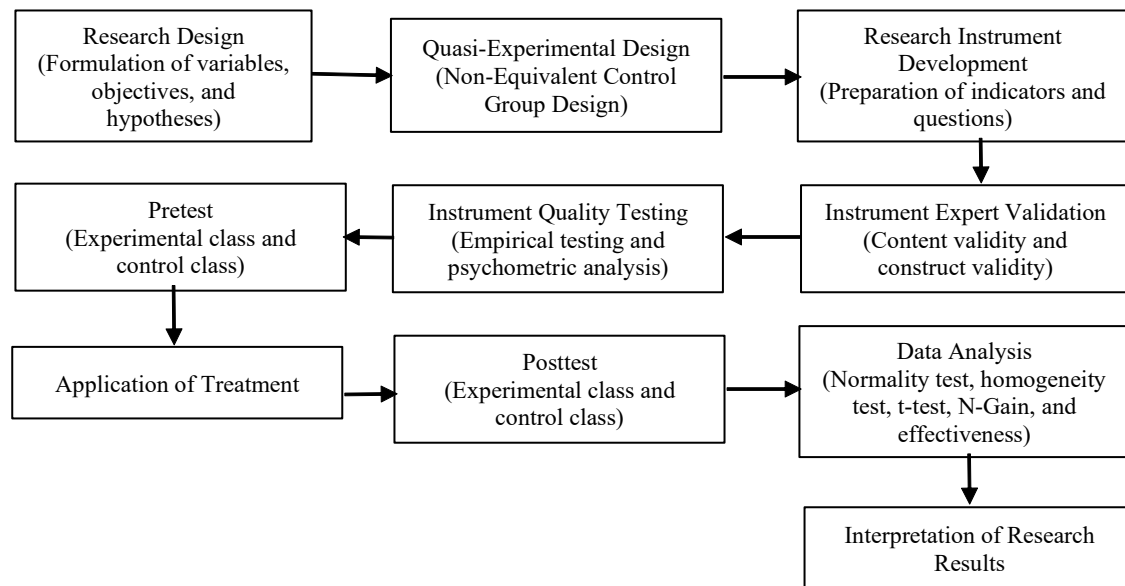 Research Design
(Formulation of variables,
objectives, and
hypotheses)
Quasi-Experimental Design
(Non-Equivalent Control
Group Design)
Research Instrument
Development
(Preparation of indicators and
questions)
Instrument Expert Validation
(Content validity and
construct validity)
Instrument Quality Testing
(Empirical testing and
psychometric analysis)
Pretest
(Experimental class and
control class)
Application of Treatment
Posttest
(Experimental class and
control class)
Data Analysis
(Normality test, homogeneity
test, t-test, N-Gain, and
effectiveness)
Interpretation of Research
Results